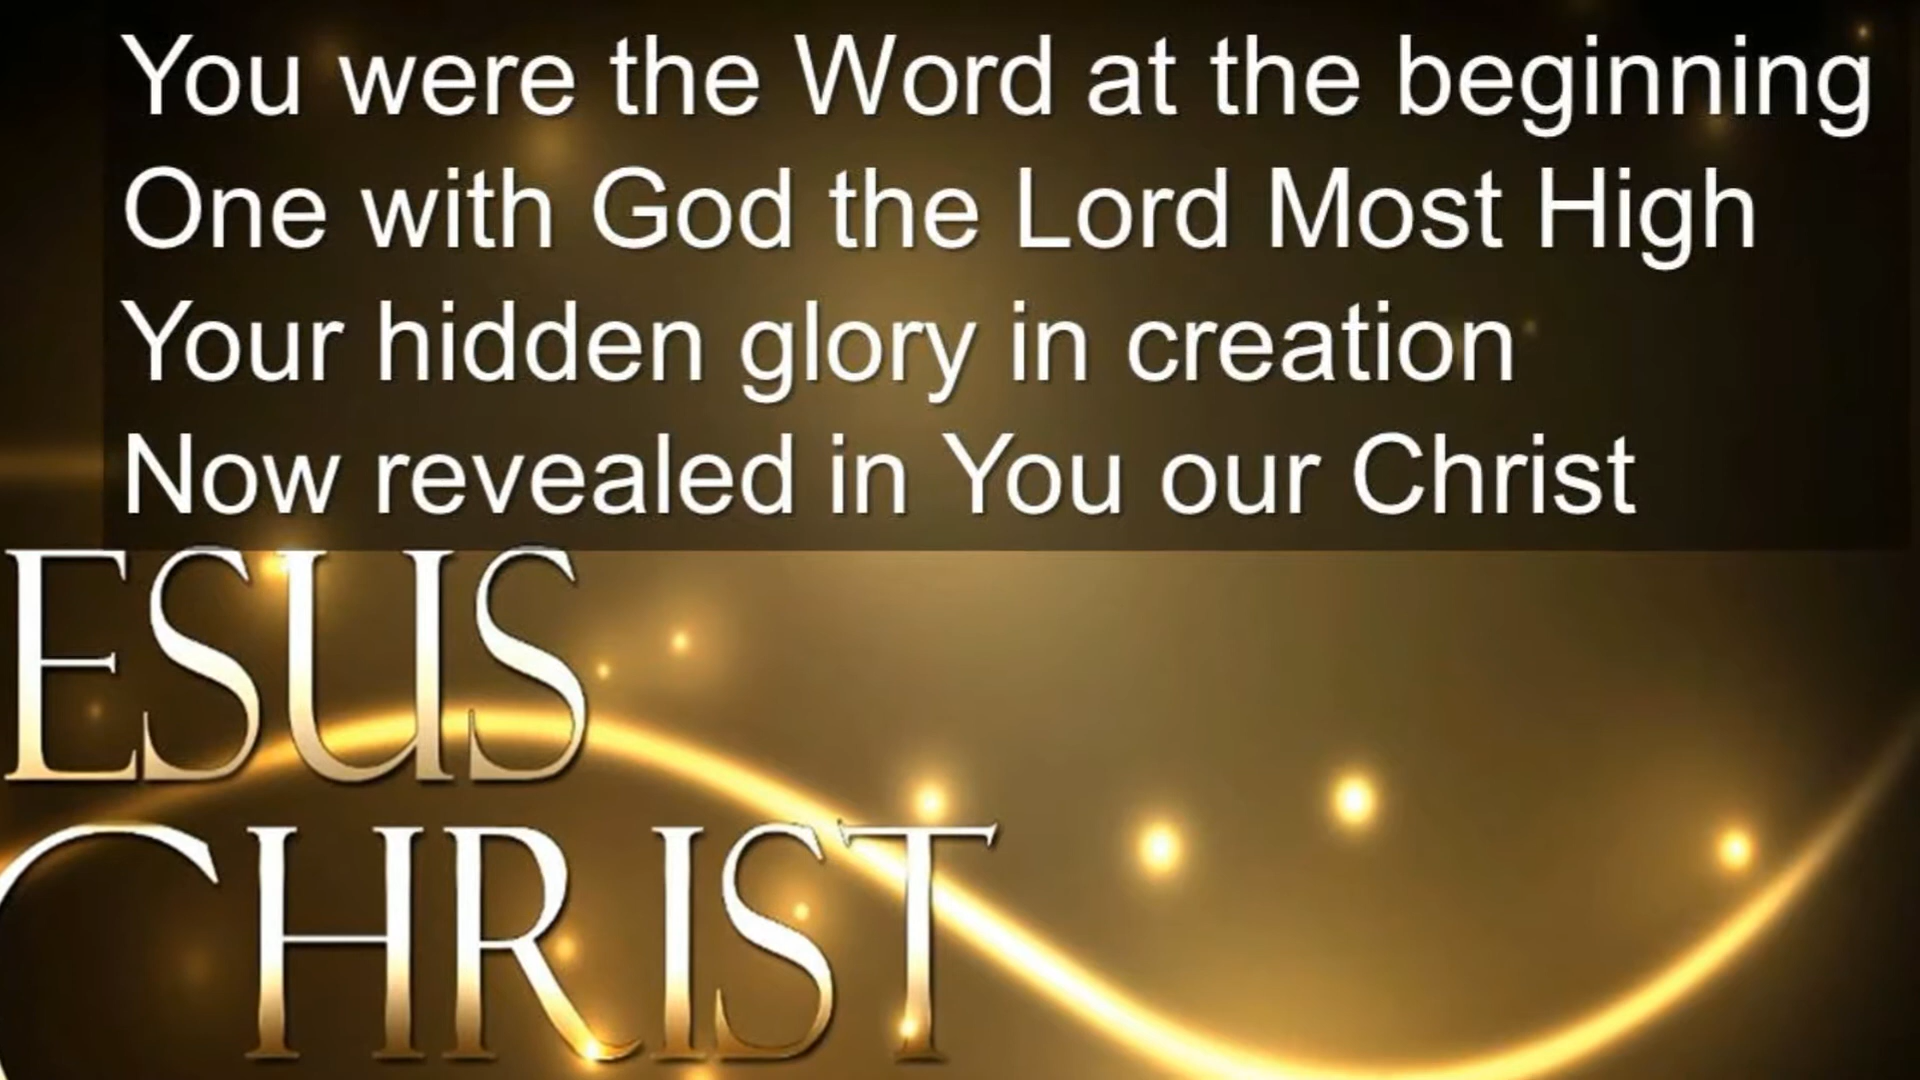 You were the Word at the beginning
One with God the Lord Most High
Your hidden glory in creation
Now revealed in You our Christ
ESUS
CHRIST